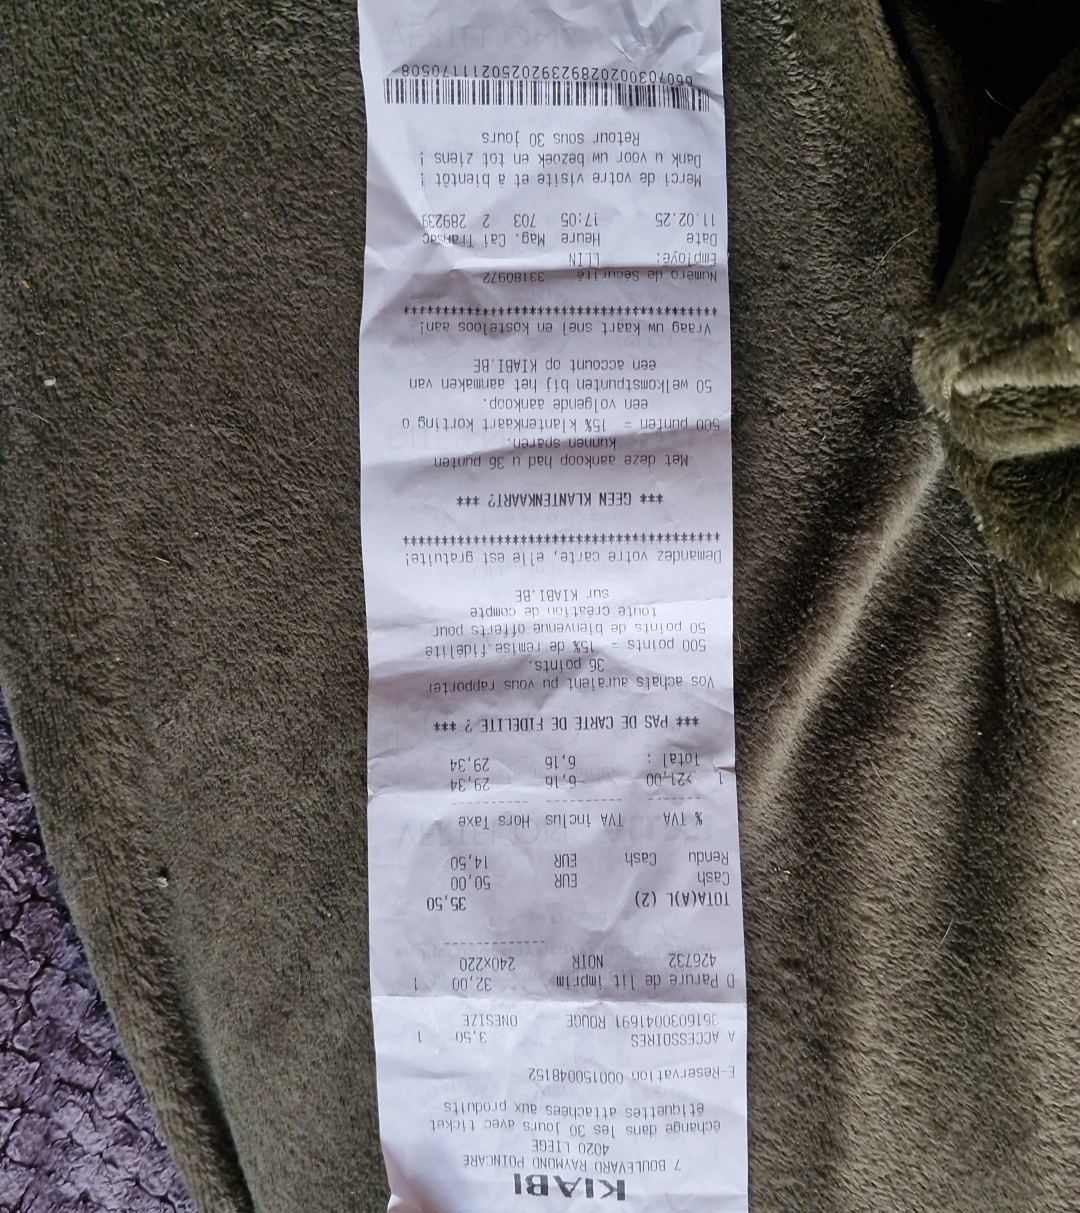 KIABI
7 BOULEVARD RAYMOND POINCARE
4020 LIEGE
échange dans les 30 jours avec ticket
étiquettes attachées aux produits
E-Reservation 0001500048152
A ACCESSOIRES 3,50 1
3616030041691 ROUGE ONESIZE
D Parure de lit imprim 32,00 1
426732 NOIR 240x220
------------
TOTA(A)L (2) 35,50
Cash EUR 50,00
Rendu Cash EUR 14,50
% TVA TVA inclus Hors Taxe
1 >21,00 6,16 29,34
Total : 6,16 29,34
*** PAS DE CARTE DE FIDELITE ? ***
Vos achats auraient pu vous rapporter
36 points.
500 points = 15% de remise fidélité
50 points de bienvenue offerts pour
toute création de compte
sur KIABI.BE
Demandez votre carte, elle est gratuite!
****************************************
*** GEEN KLANTENKAART? ***
Met deze aankoop had u 36 punten
kunnen sparen.
500 punten = 15% klantenkaart korting o
een volgende aankoop.
50 welkomstpunten bij het aanmaken van
een account op KIABI.BE
Vraag uw kaart snel en kosteloos aan!
****************************************
Numéro de Sécurité 33180972
Employe: LLIN
Date Heure Mag. Cai Transac
11.02.25 17:05 703 2 289239
Merci de votre visite et à bientôt !
Dank u voor uw bezoek en tot ziens !
Retour sous 30 jours